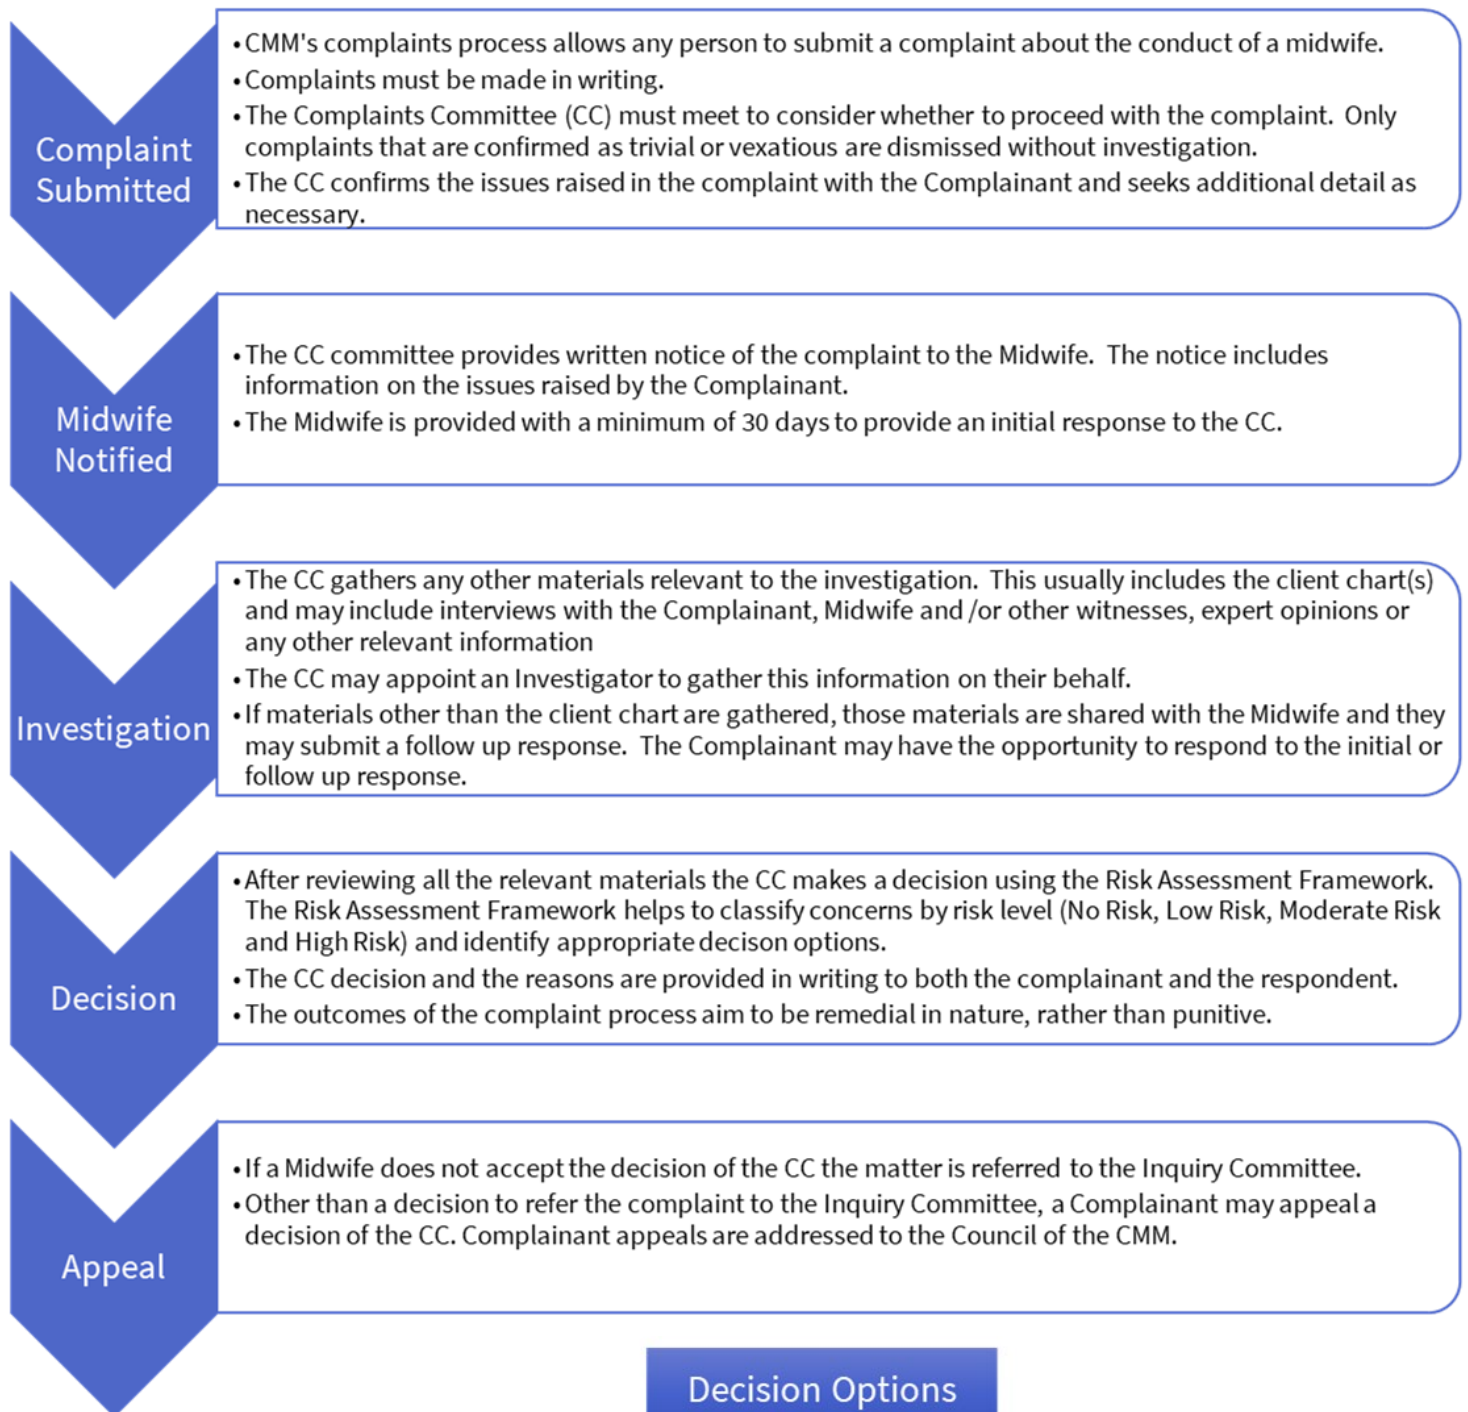 Complaint
Submitted
•CMM's complaints process allows any person to submit a complaint about the conduct of a midwife.
•Complaints must be made in writing.
•The Complaints Committee (CC) must meet to consider whether to proceed with the complaint. Only
complaints that are confirmed as trivial or vexatious are dismissed without investigation.
•The CC confirms the issues raised in the complaint with the Complainant and seeks additional detail as
necessary.
Midwife
Notified
•The CC committee provides written notice of the complaint to the Midwife. The notice includes
information on the issues raised by the Complainant.
•The Midwife is provided with a minimum of 30 days to provide an initial response to the CC.
Investigation
•The CC gathers any other materials relevant to the investigation. This usually includes the client chart(s)
and may include interviews with the Complainant, Midwife and /or other witnesses, expert opinions or
any other relevant information
•The CC may appoint an Investigator to gather this information on their behalf.
•If materials other than the client chart are gathered, those materials are shared with the Midwife and they
may submit a follow up response. The Complainant may have the opportunity to respond to the initial or
follow up response.
Decision
•After reviewing all the relevant materials the CC makes a decision using the Risk Assessment Framework.
The Risk Assessment Framework helps to classify concerns by risk level (No Risk, Low Risk, Moderate Risk
and High Risk) and identify appropriate decison options.
•The CC decision and the reasons are provided in writing to both the complainant and the respondent.
•The outcomes of the complaint process aim to be remedial in nature, rather than punitive.
Appeal
•If a Midwife does not accept the decision of the CC the matter is referred to the Inquiry Committee.
•Other than a decision to refer the complaint to the Inquiry Committee, a Complainant may appeal a
decision of the CC. Complainant appeals are addressed to the Council of the CMM.
Decision Options